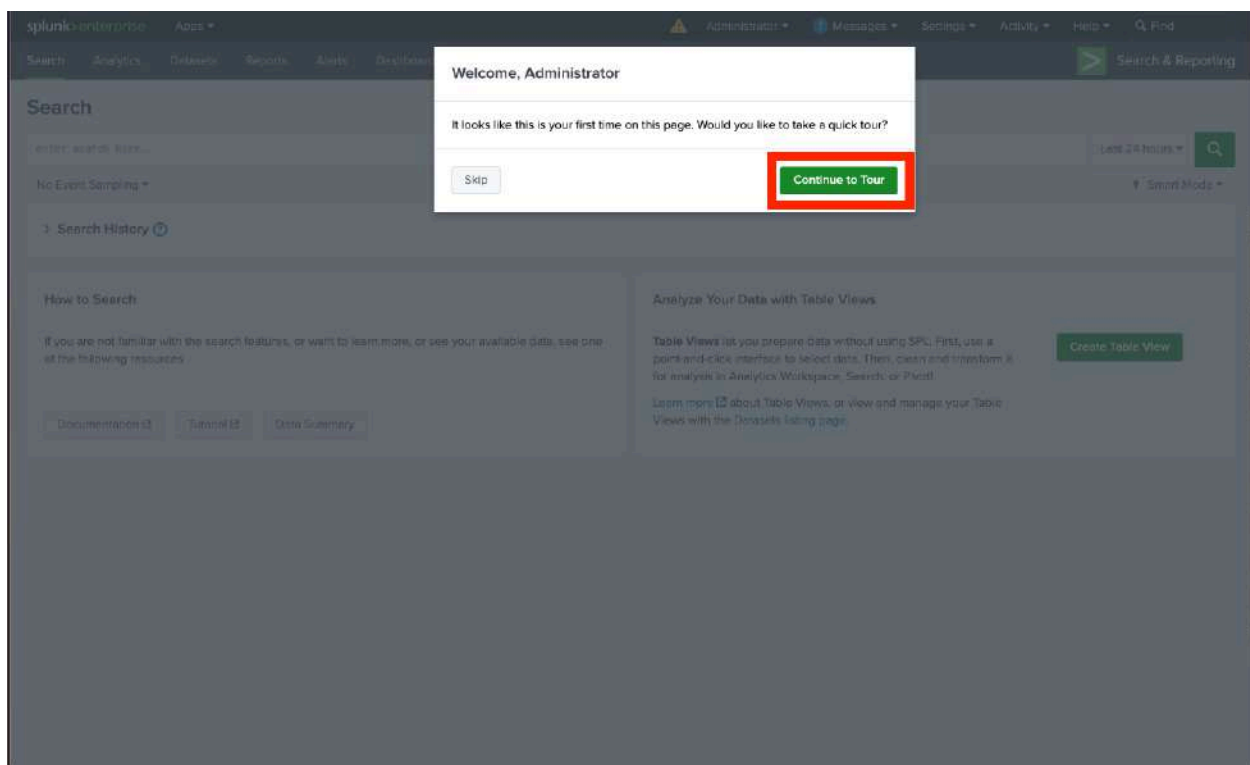 splunk>enterprise Apps
Administrator Messages Settings Activity Help Find
Search Analytics Datasets Reports Alerts
Search & Reporting
Welcome, Administrator
It looks like this is your first time on this page. Would you like to take a quick tour?
Skip
Continue to Tour
Search
enter search here...
Last 24 hours
No Event Sampling
Smart Mode
Search History
How to Search
If you are not familiar with the search features, or want to learn more, or see your available data, see one
of the following resources
Documentation Tutorial Data Summary
Analyze Your Data with Table Views
Table Views let you prepare data without using SPL. First, use a
point-and-click interface to select data. Then, clean and transform it
for analysis in Analytics Workspace, Search, or Pivot!
Learn more about Table Views, or view and manage your Table
Views with the Datasets listing page.
Create Table View